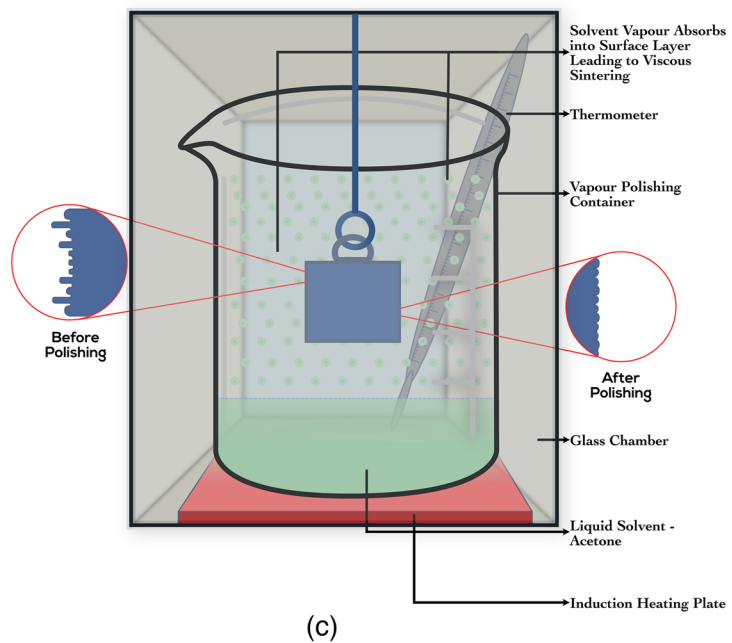 Solvent Vapour Absorbs
into Surface Layer
Leading to Viscous
Sintering
Thermometer
Vapour Polishing
Container
Before
Polishing
After
Polishing
Glass Chamber
Liquid Solvent -
Acetone
Induction Heating Plate
(c)